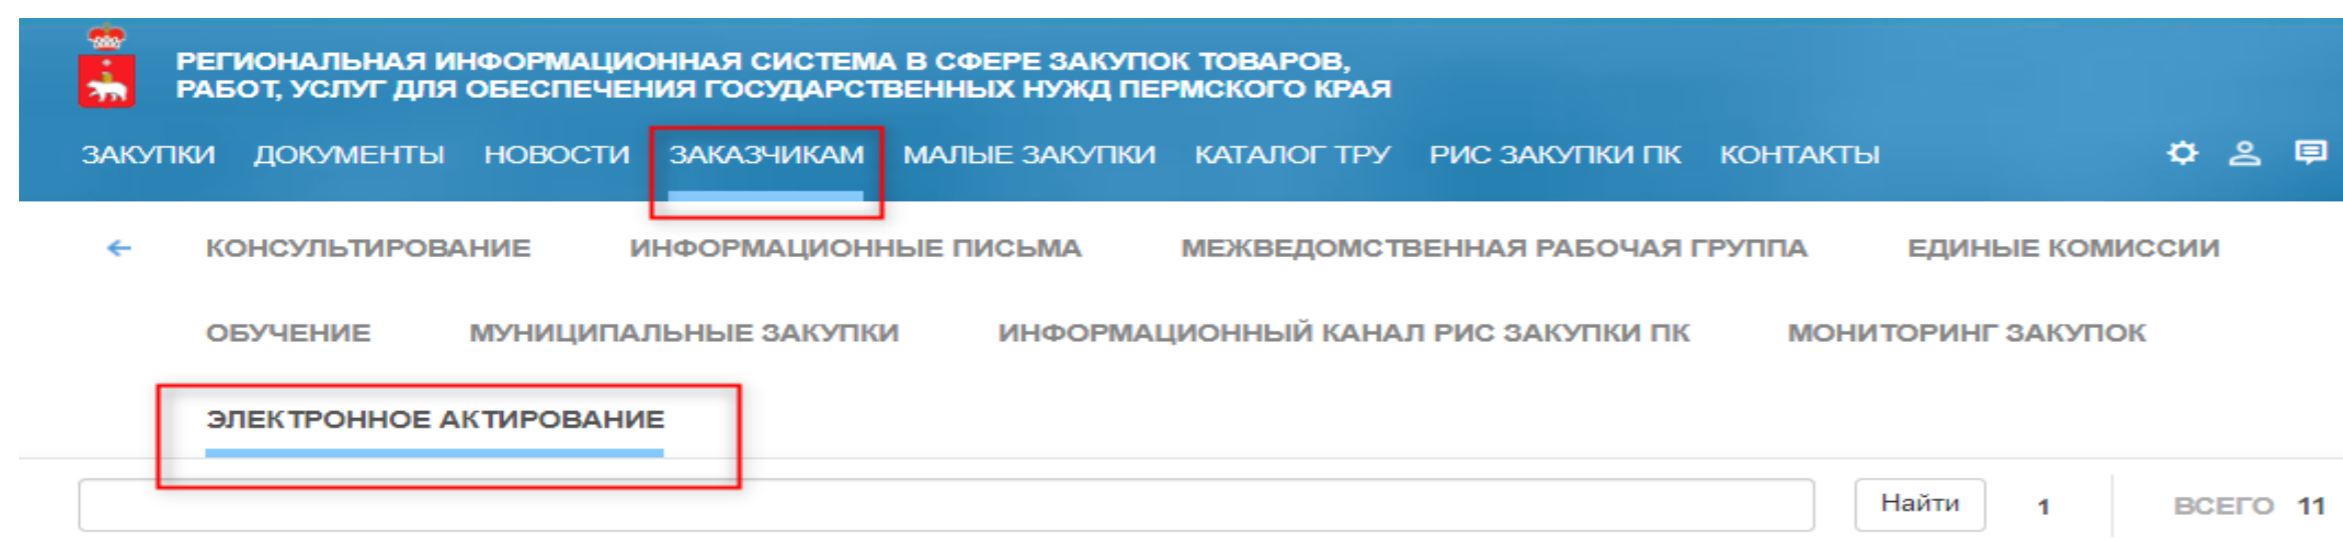 РЕГИОНАЛЬНАЯ ИНФОРМАЦИОННАЯ СИСТЕМА В СФЕРЕ ЗАКУПОК ТОВАРОВ,
РАБОТ, УСЛУГ ДЛЯ ОБЕСПЕЧЕНИЯ ГОСУДАРСТВЕННЫХ НУЖД ПЕРМСКОГО КРАЯ
ЗАКУПКИ ДОКУМЕНТЫ НОВОСТИ ЗАКАЗЧИКАМ МАЛЫЕ ЗАКУПКИ КАТАЛОГ ТРУ РИС ЗАКУПКИ ПК КОНТАКТЫ
КОНСУЛЬТИРОВАНИЕ ИНФОРМАЦИОННЫЕ ПИСЬМА МЕЖВЕДОМСТВЕННАЯ РАБОЧАЯ ГРУППА ЕДИНЫЕ КОМИССИИ
ОБУЧЕНИЕ МУНИЦИПАЛЬНЫЕ ЗАКУПКИ ИНФОРМАЦИОННЫЙ КАНАЛ РИС ЗАКУПКИ ПК МОНИТОРИНГ ЗАКУПОК
ЭЛЕКТРОННОЕ АКТИРОВАНИЕ
Найти 1 ВСЕГО 11